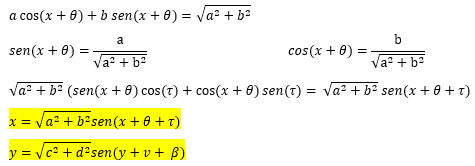 a cos(x + θ) + b sen(x + θ) = √a² + b²
sen(x + θ) = a / √a² + b² cos(x + θ) = b / √a² + b²
√a² + b² (sen(x + θ) cos(τ) + cos(x + θ) sen(τ) = √a² + b² sen(x + θ + τ)
x = √a² + b² sen(x + θ + τ)
y = √c² + d² sen(y + v + β)